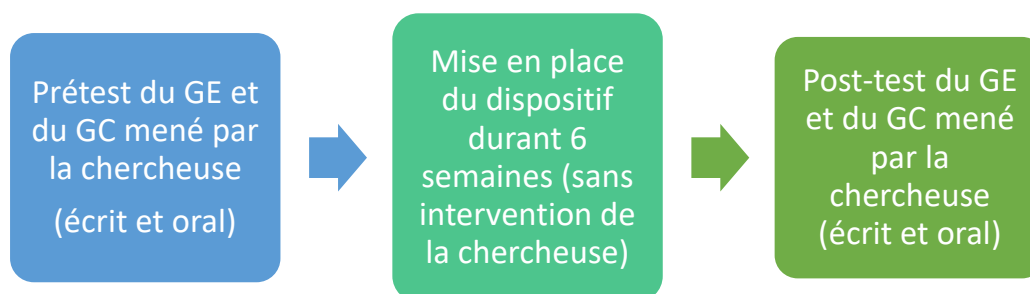 Prétest du GE et
du GC mené par
la chercheuse
(écrit et oral)
Mise en place
du dispositif
durant 6
semaines (sans
intervention de
la chercheuse)
Post-test du GE
et du GC mené
par la
chercheuse
(écrit et oral)